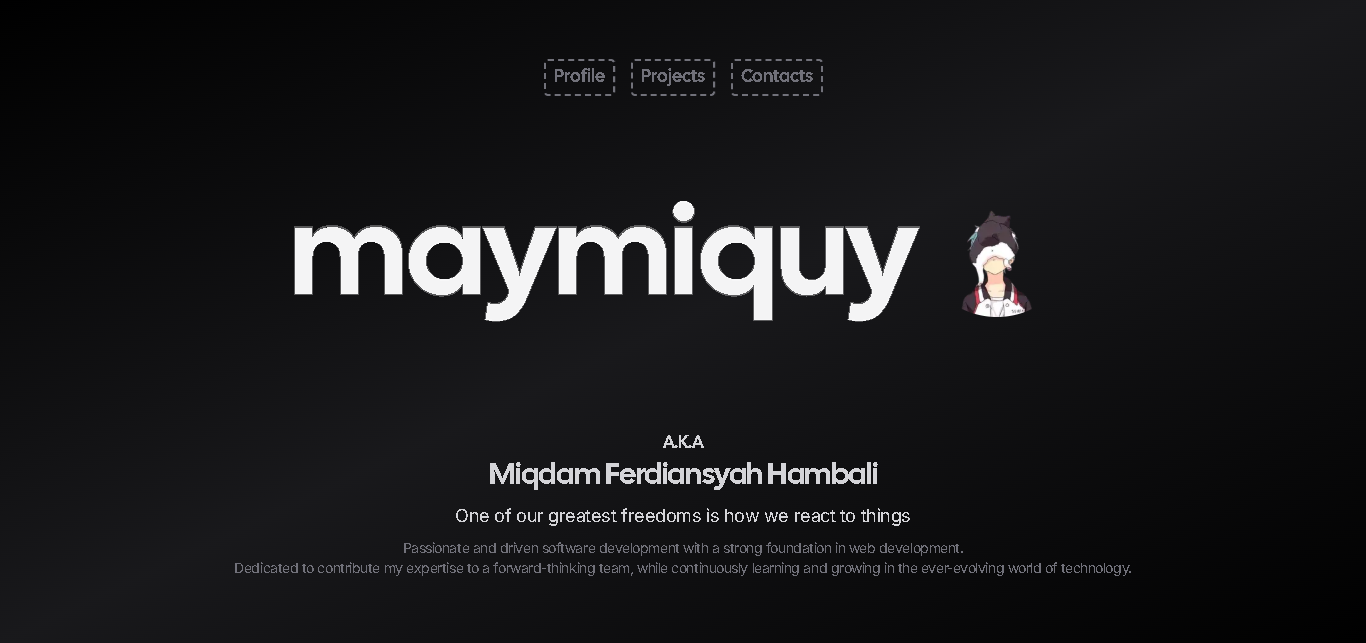 Profile Projects Contacts
maymiquy
A.K.A
Miqdam Ferdiansyah Hambali
One of our greatest freedoms is how we react to things
Passionate and driven software development with a strong foundation in web development.
Dedicated to contribute my expertise to a forward-thinking team, while continuously learning and growing in the ever-evolving world of technology.